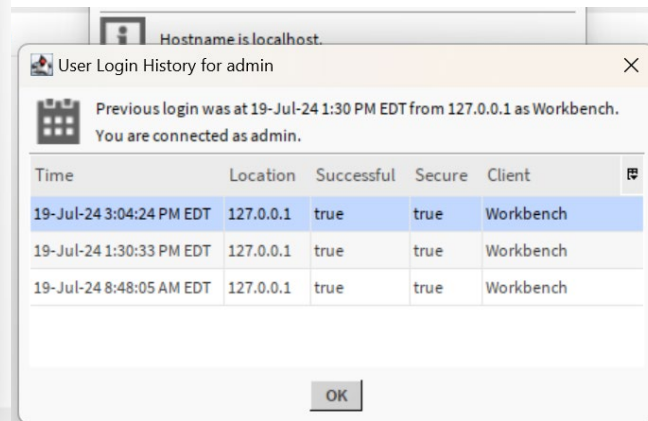 Hostname is localhost.
User Login History for admin
Previous login was at 19-Jul-24 1:30 PM EDT from 127.0.0.1 as Workbench.
You are connected as admin.
Time Location Successful Secure Client
19-Jul-24 3:04:24 PM EDT 127.0.0.1 true true Workbench
19-Jul-24 1:30:33 PM EDT 127.0.0.1 true true Workbench
19-Jul-24 8:48:05 AM EDT 127.0.0.1 true true Workbench
OK